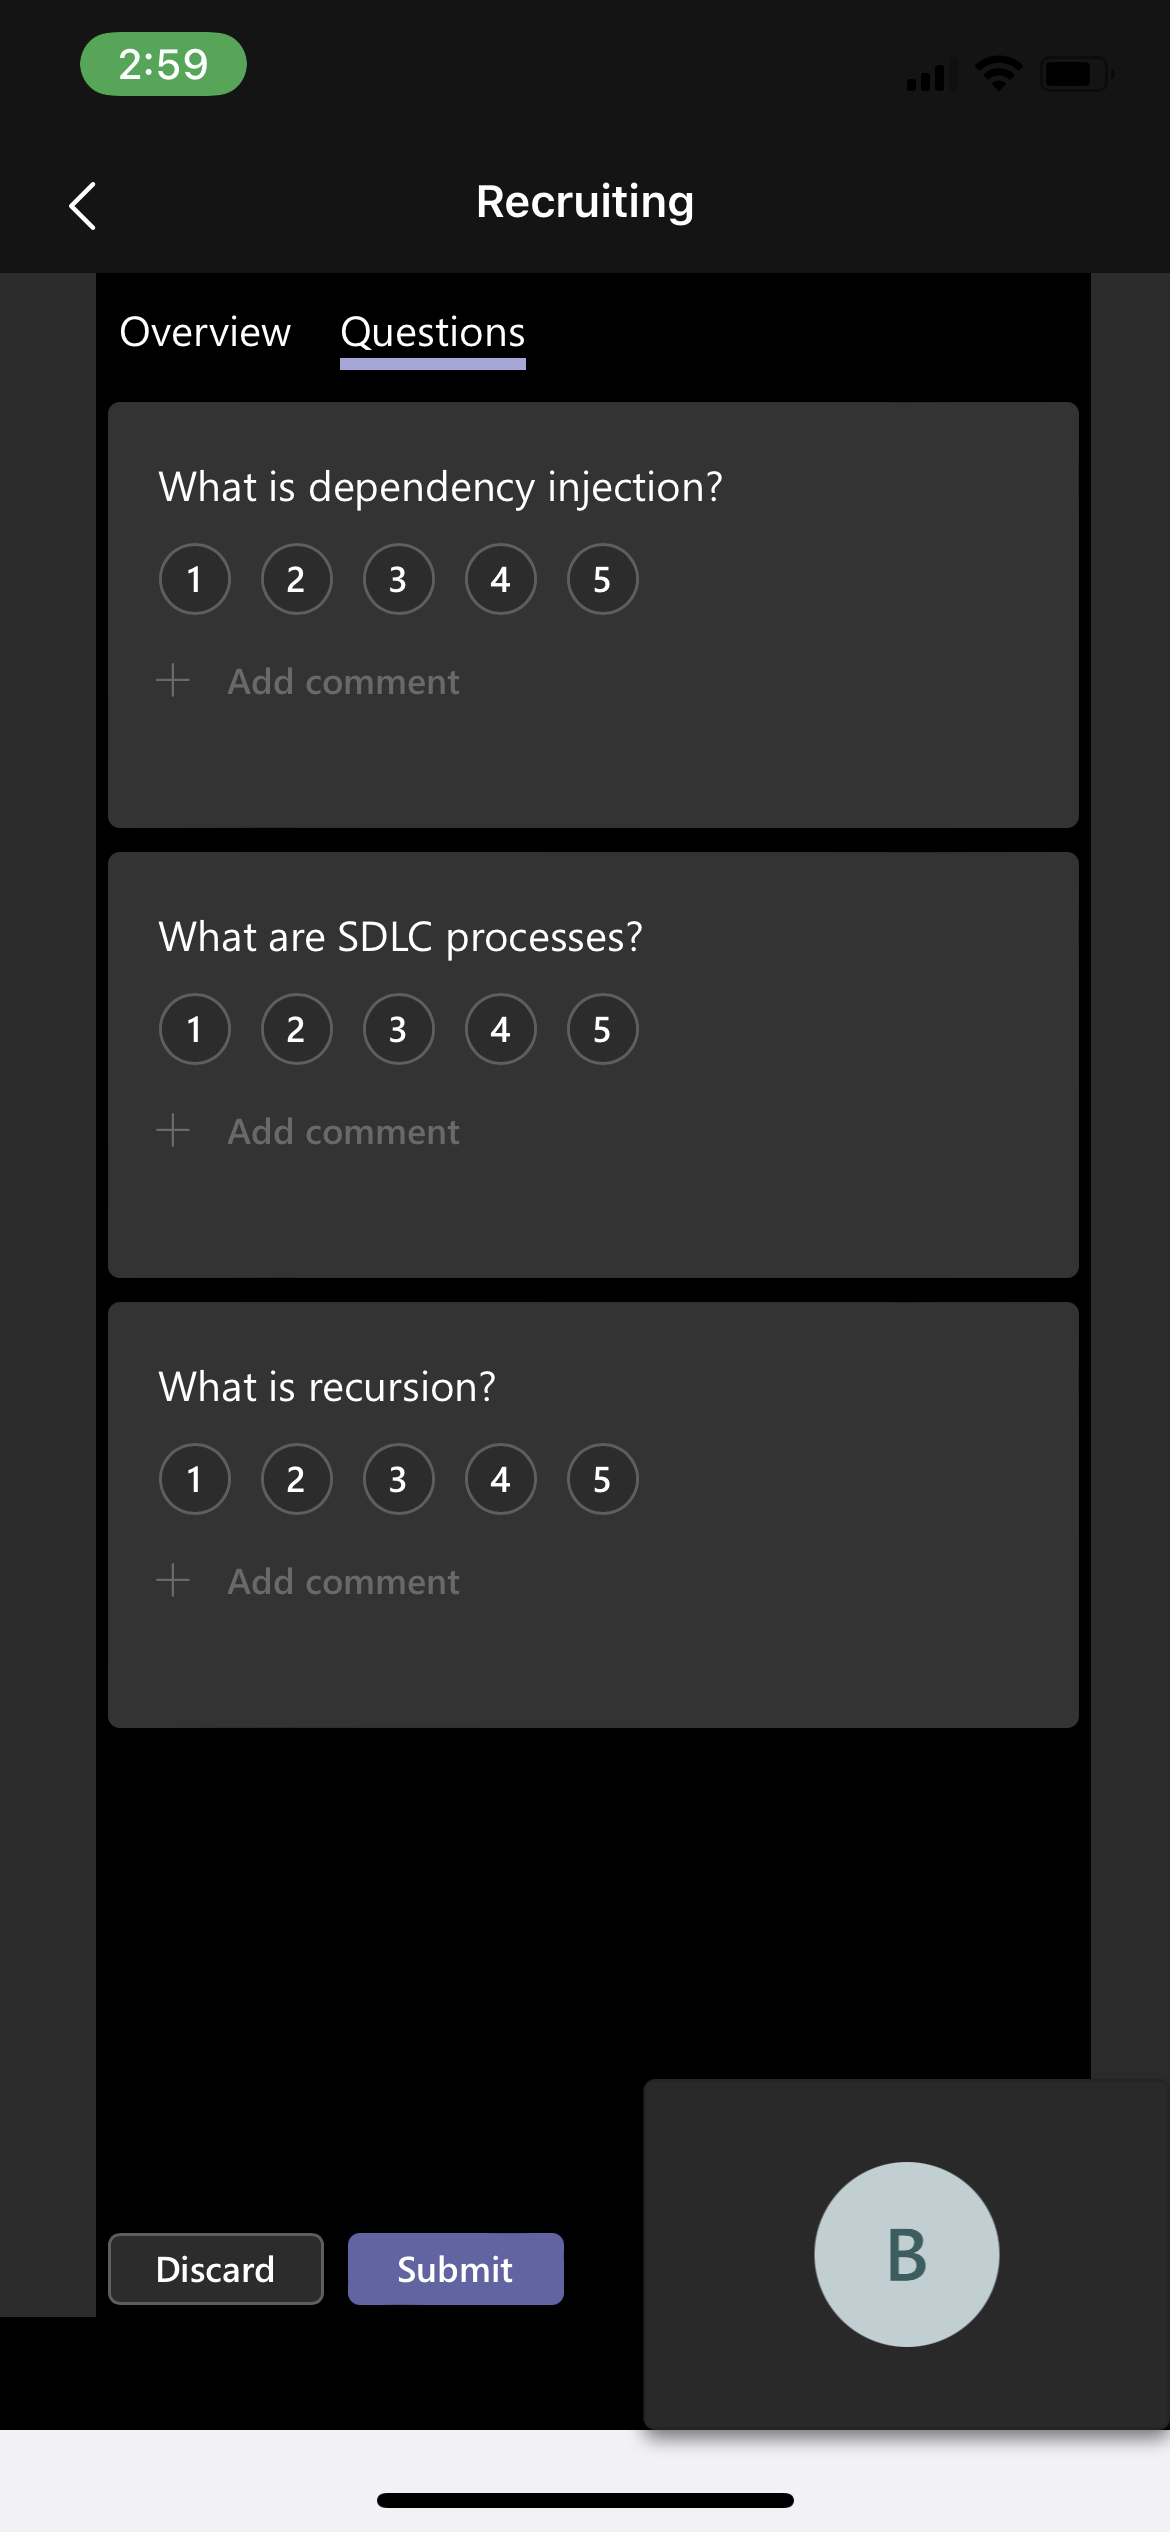 2:59
Recruiting
Overview Questions
What is dependency injection?
1 2 3 4 5
Add comment
What are SDLC processes?
1 2 3 4 5
Add comment
What is recursion?
1 2 3 4 5
Add comment
B
Discard Submit